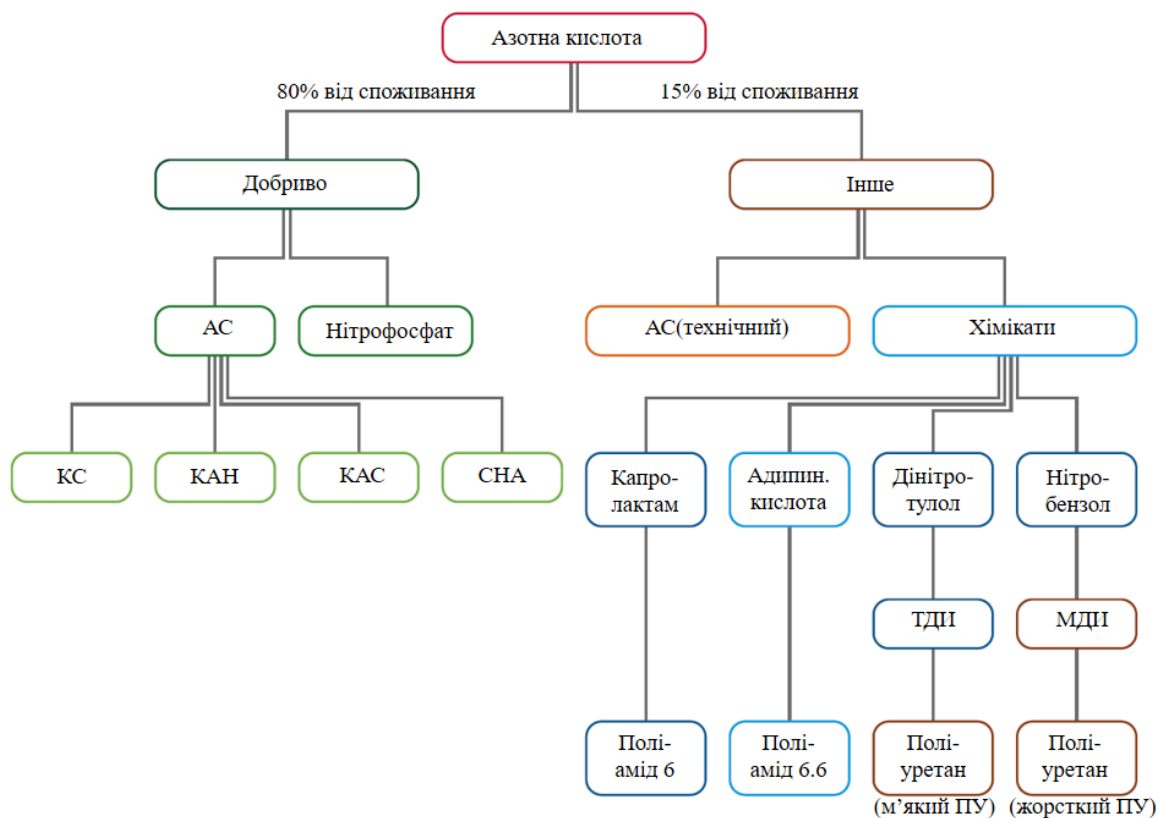 Азотна кислота
80% від споживання
15% від споживання
Добриво
Інше
АС
Нітрофосфат
АС(технічний)
Хімікати
КС
КАН
КАС
СНА
Капро-
лактам
Адипин.
кислота
Дінітро-
тулол
Нітро-
бензол
ТДИ
МДИ
Полі-
амід 6
Полі-
амід 6.6
Полі-
уретан
(м’який ПУ)
Полі-
уретан
(жорсткий ПУ)